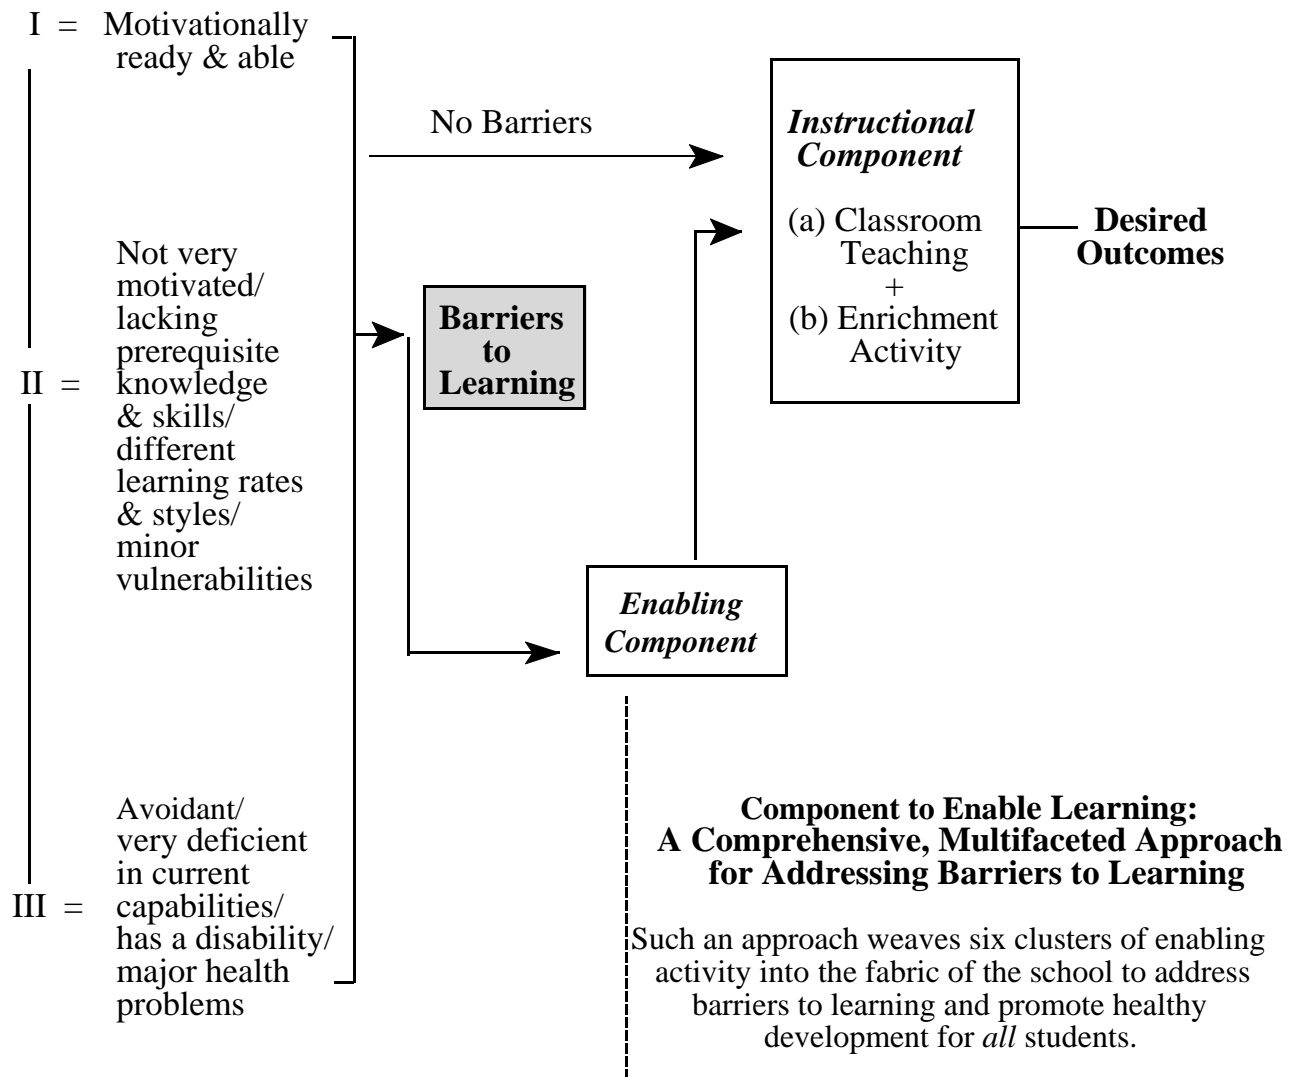 I = Motivationally
ready & able
No Barriers
Instructional
Component
(a) Classroom
Teaching
+
(b) Enrichment
Activity
Desired
Outcomes
Not very
motivated/
lacking
prerequisite
II = knowledge
& skills/
different
learning rates
& styles/
minor
vulnerabilities
Barriers
to
Learning
Enabling
Component
Avoidant/
very deficient
in current
III = capabilities/
has a disability/
major health
problems
Component to Enable Learning:
A Comprehensive, Multifaceted Approach
for Addressing Barriers to Learning
Such an approach weaves six clusters of enabling
activity into the fabric of the school to address
barriers to learning and promote healthy
development for all students.